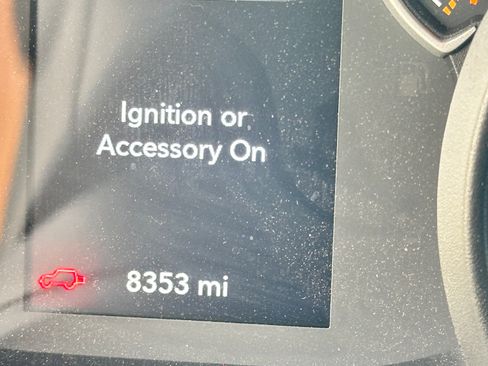 Ignition or
Accessory On
8353 mi